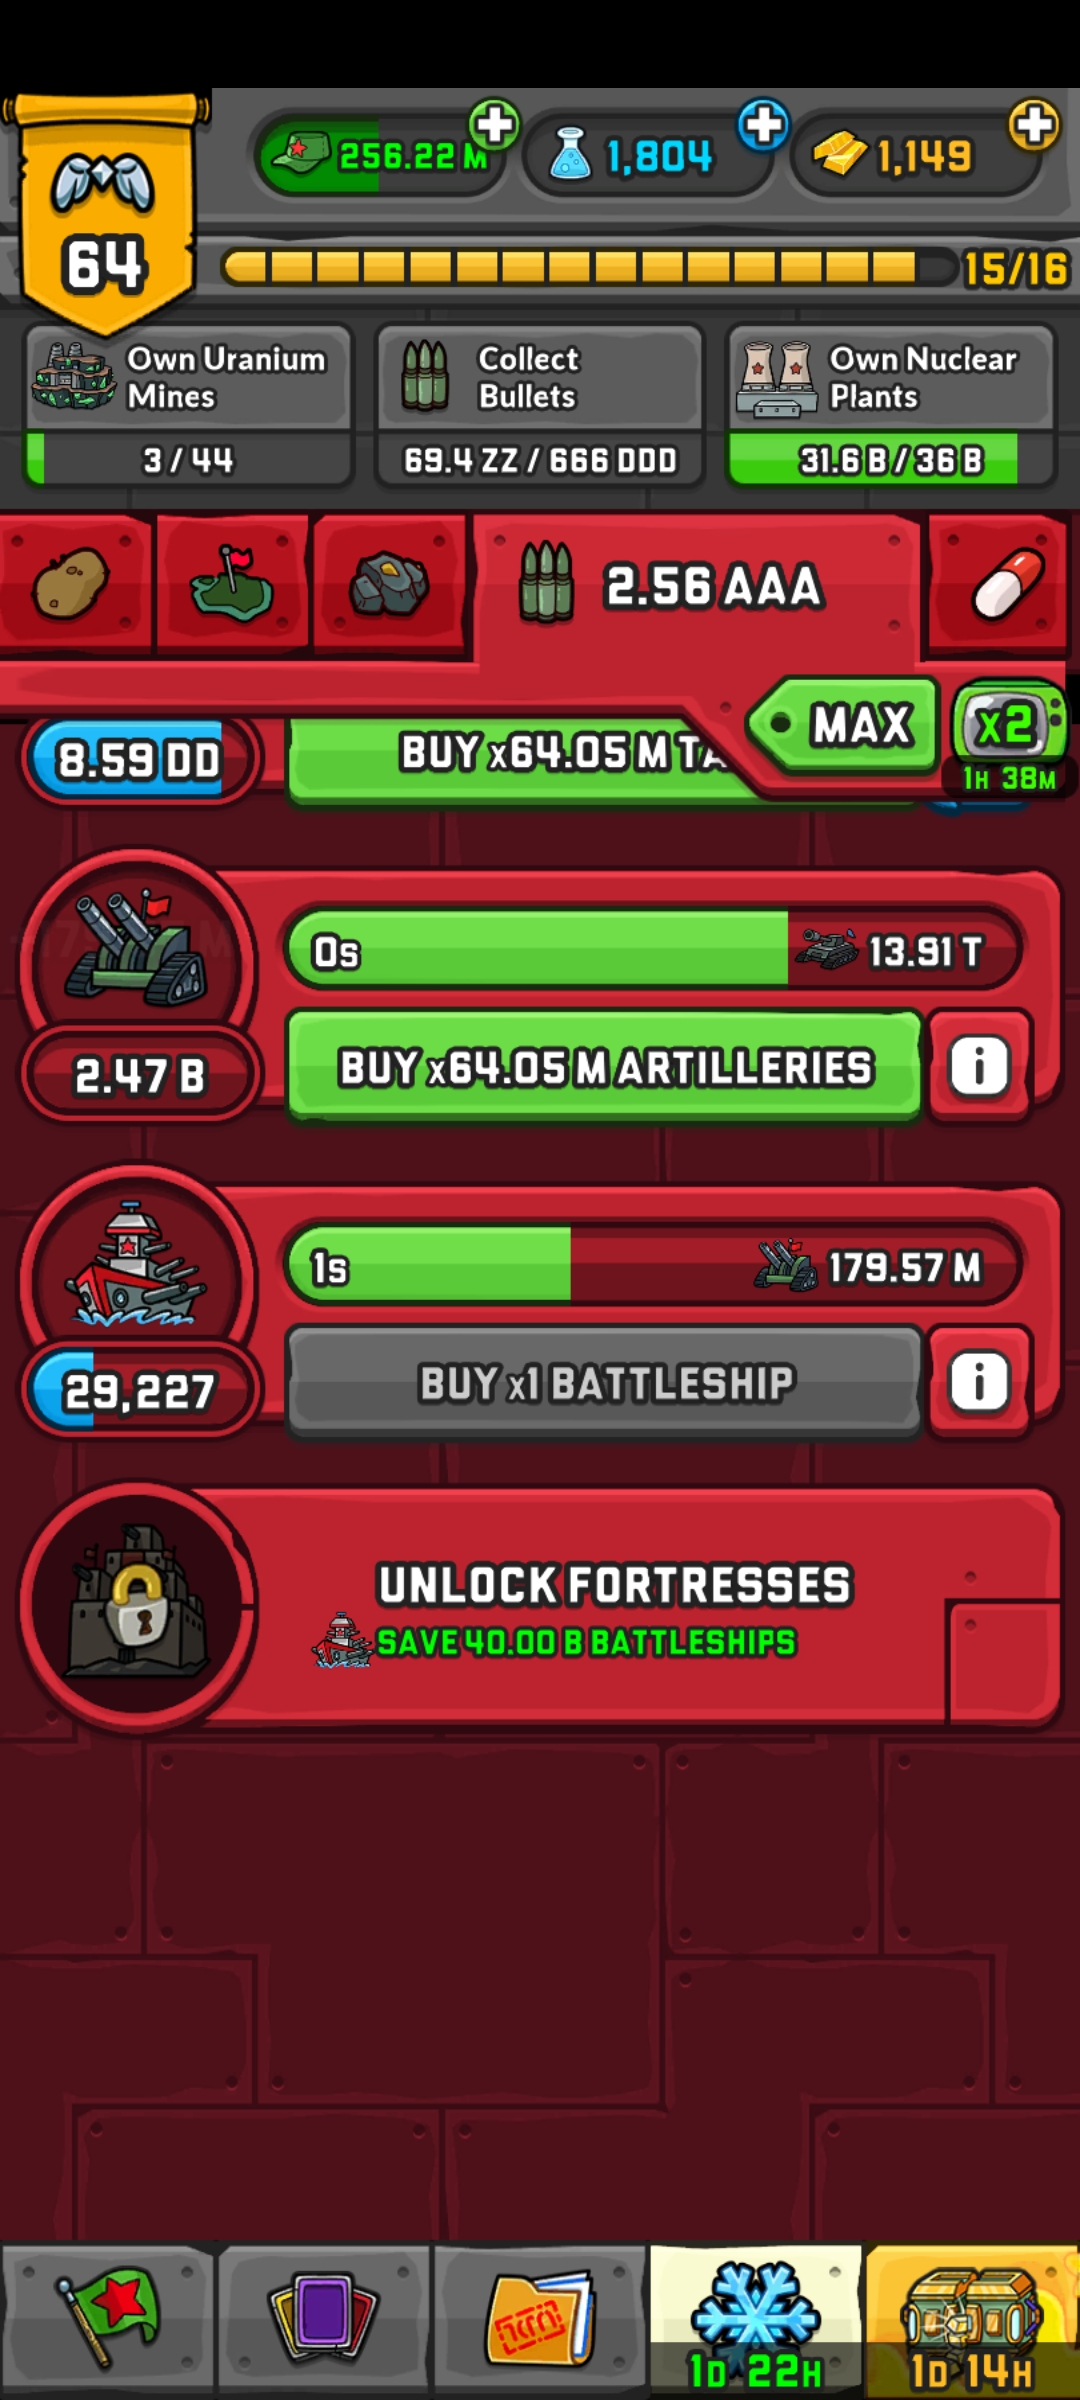 256.22 M
1,804
1,149
64
15/16
Own Uranium
Mines
3 / 44
Collect
Bullets
69.4 ZZ / 666 DDD
Own Nuclear
Plants
31.6 B / 36 B
2.56 AAA
MAX
x2
1H 38M
8.59 DD
BUY x64.05 M TA
0s
13.91 T
2.47 B
BUY x64.05 M ARTILLERIES
i
1s
179.57 M
29,227
BUY x1 BATTLESHIP
i
UNLOCK FORTRESSES
SAVE 40.00 B BATTLESHIPS
1D 22H
1D 14H